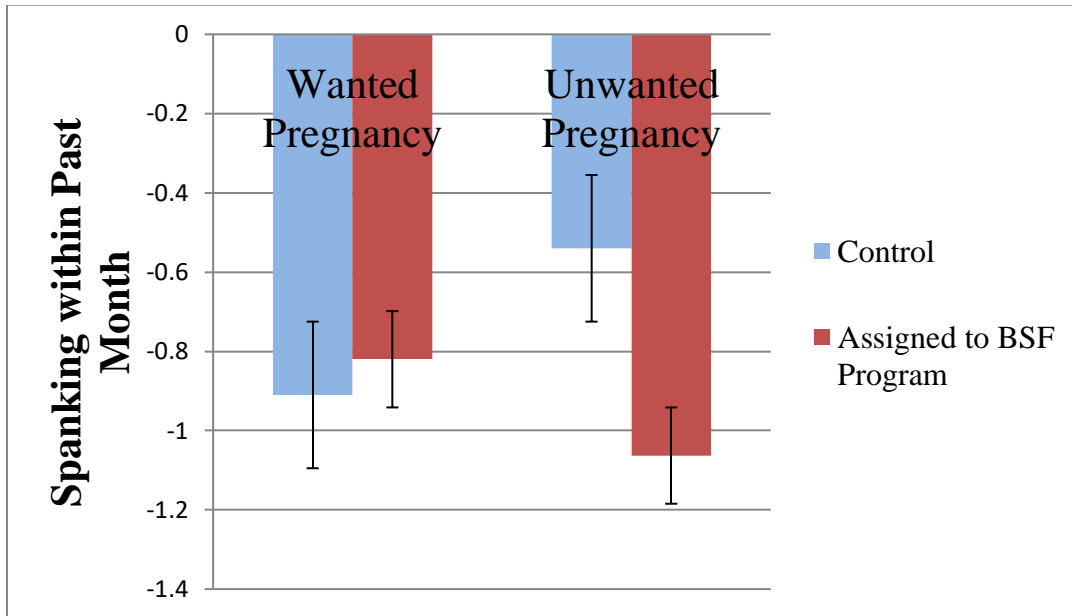 0
-0.2
-0.4
-0.6
-0.8
-1
-1.2
-1.4
Spanking within Past
Month
Wanted
Pregnancy
Unwanted
Pregnancy
Control
Assigned to BSF
Program